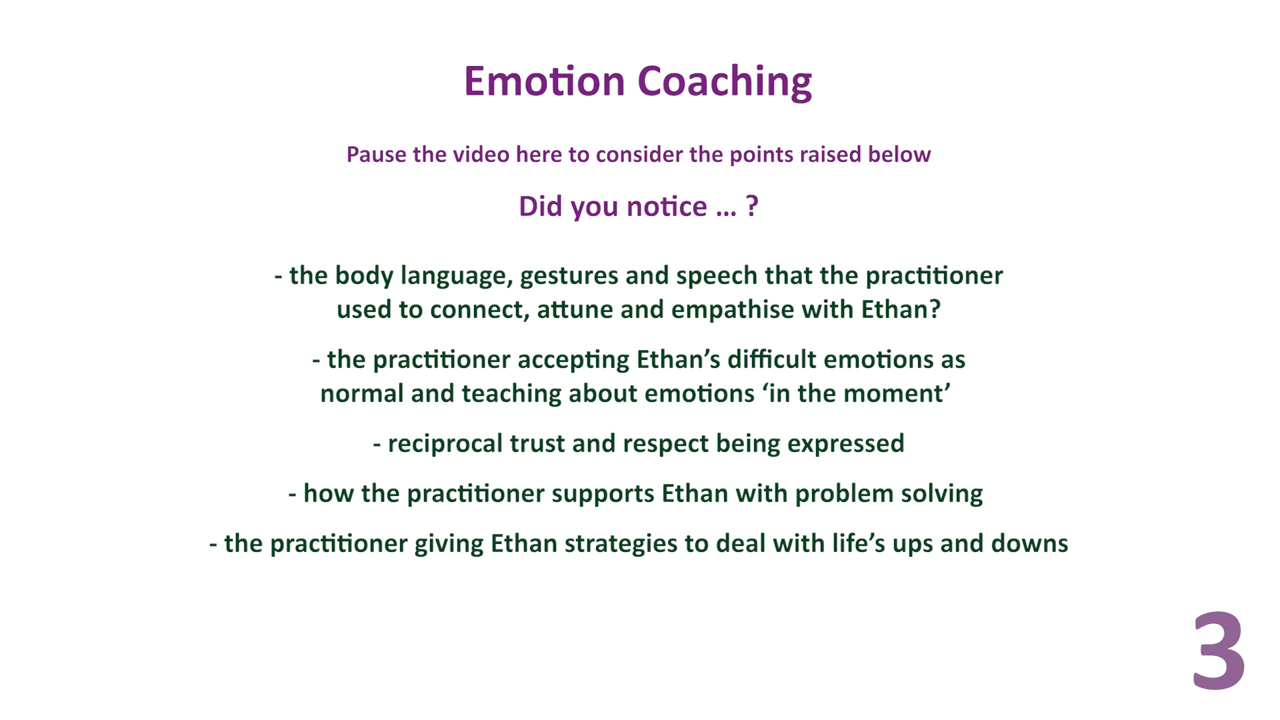 Emotion Coaching
Pause the video here to consider the points raised below
Did you notice ... ?
- the body language, gestures and speech that the practitioner
used to connect, attune and empathise with Ethan?
- the practitioner accepting Ethan’s difficult emotions as
normal and teaching about emotions ‘in the moment’
- reciprocal trust and respect being expressed
- how the practitioner supports Ethan with problem solving
- the practitioner giving Ethan strategies to deal with life’s ups and downs
3